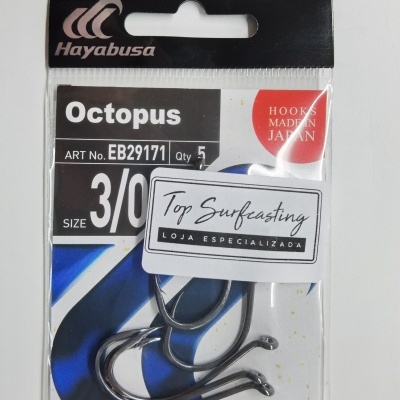 Hayabusa
Octopus
HOOKS
MADE IN
JAPAN
ART No. EB29171 Qty 5
SIZE 3/0
Top Surfcasting
LOJA ESPECIALIZADA